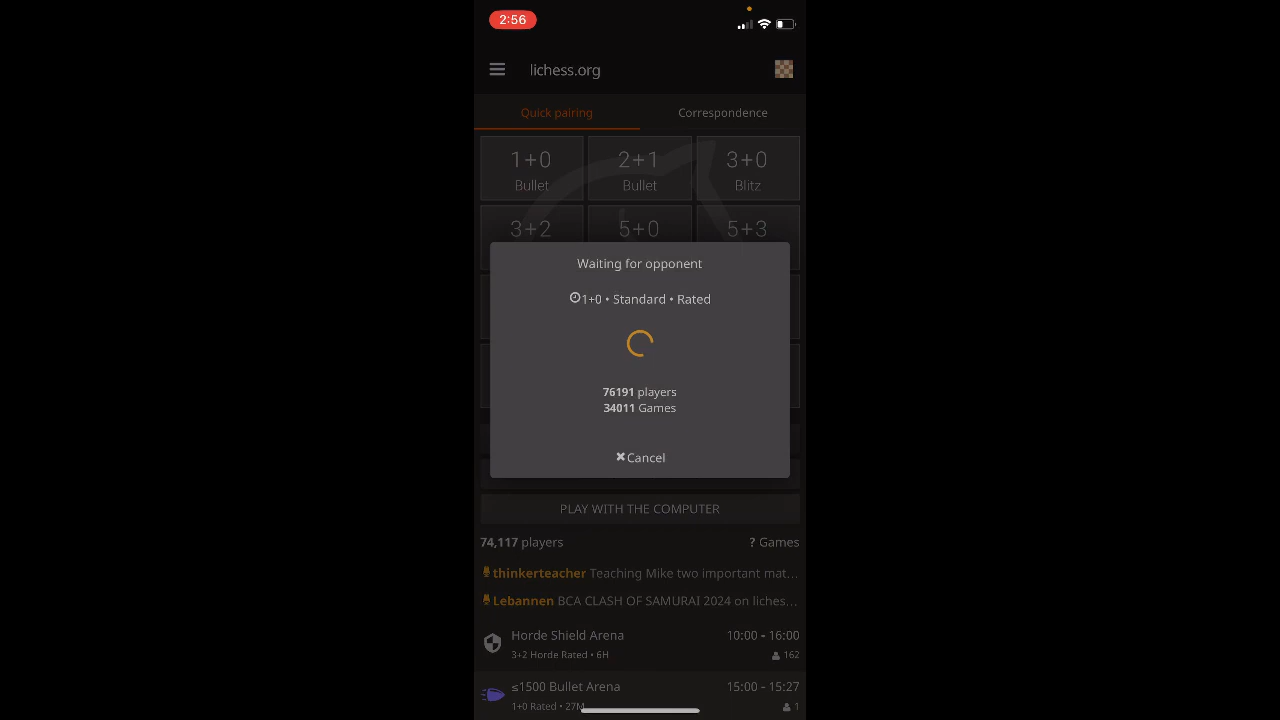 2:56
lichess.org
Quick pairing Correspondence
1+0 2+1 3+0
Bullet Bullet Blitz
3+2 5+0 5+3
Waiting for opponent
1+0 • Standard • Rated
76191 players
34011 Games
Cancel
PLAY WITH THE COMPUTER
74,117 players ? Games
thinkerteacher Teaching Mike two important mat...
Lebannen BCA CLASH OF SAMURAI 2024 on liches...
Horde Shield Arena 10:00 - 16:00
3+2 Horde Rated • 6H 162
≤1500 Bullet Arena 15:00 - 15:27
1+0 Rated • 27M 1